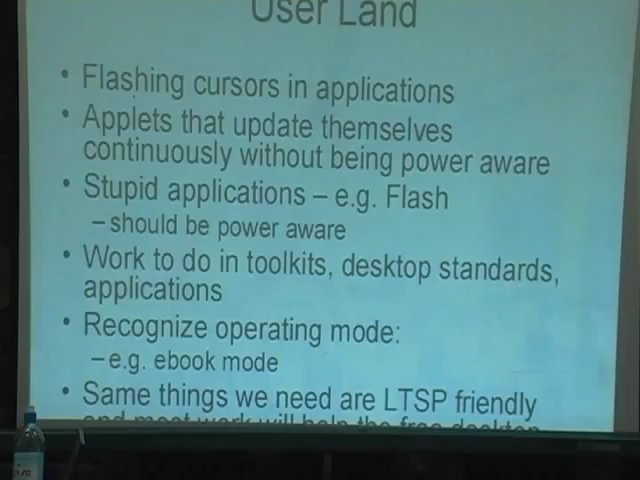 User Land
• Flashing cursors in applications
• Applets that update themselves
continuously without being power aware
• Stupid applications – e.g. Flash
– should be power aware
• Work to do in toolkits, desktop standards,
applications
• Recognize operating mode:
– e.g. ebook mode
• Same things we need are LTSP friendly
and most work will help the free desktop